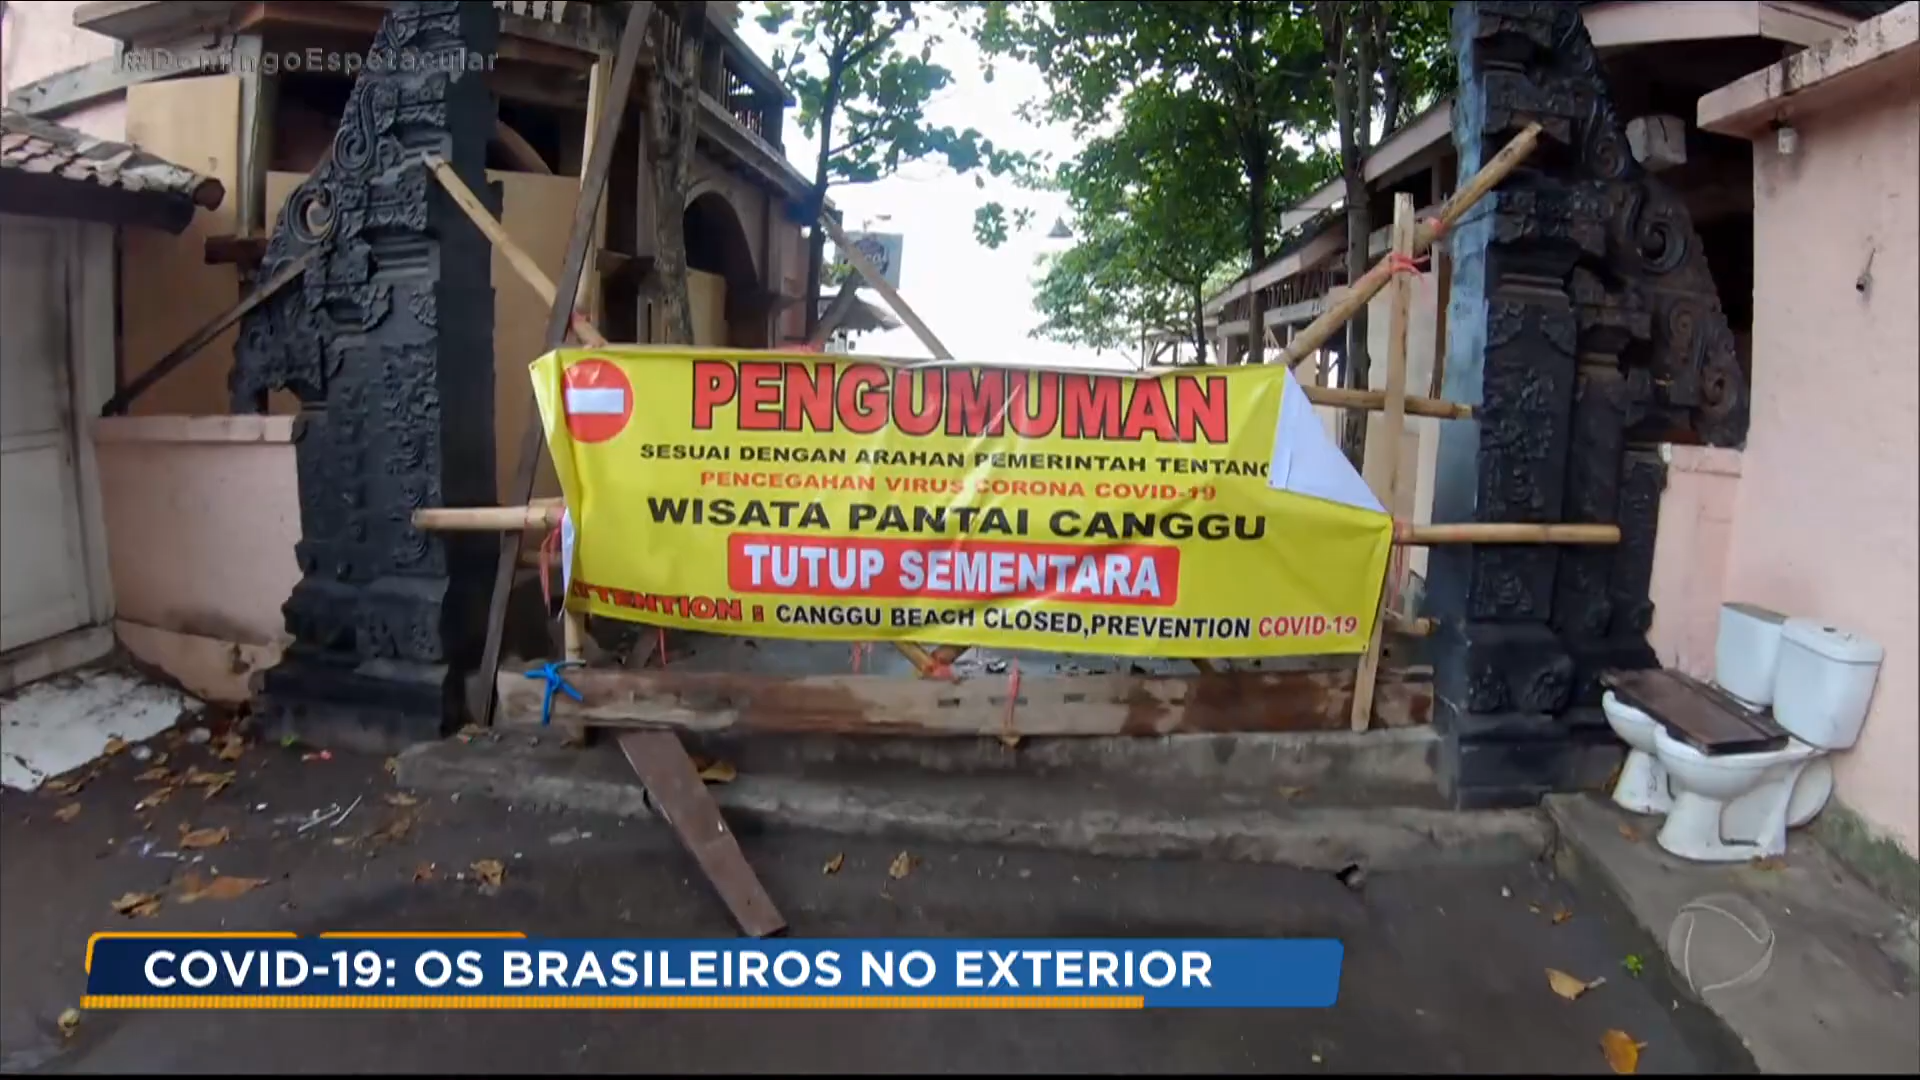 #DomingoEspetacular
PENGUMUMAN
SESUAI DENGAN ARAHAN PEMERINTAH TENTANG
PENCEGAHAN VIRUS CORONA COVID-19
WISATA PANTAI CANGGU
TUTUP SEMENTARA
ATTENTION : CANGGU BEACH CLOSED,PREVENTION COVID-19
COVID-19: OS BRASILEIROS NO EXTERIOR